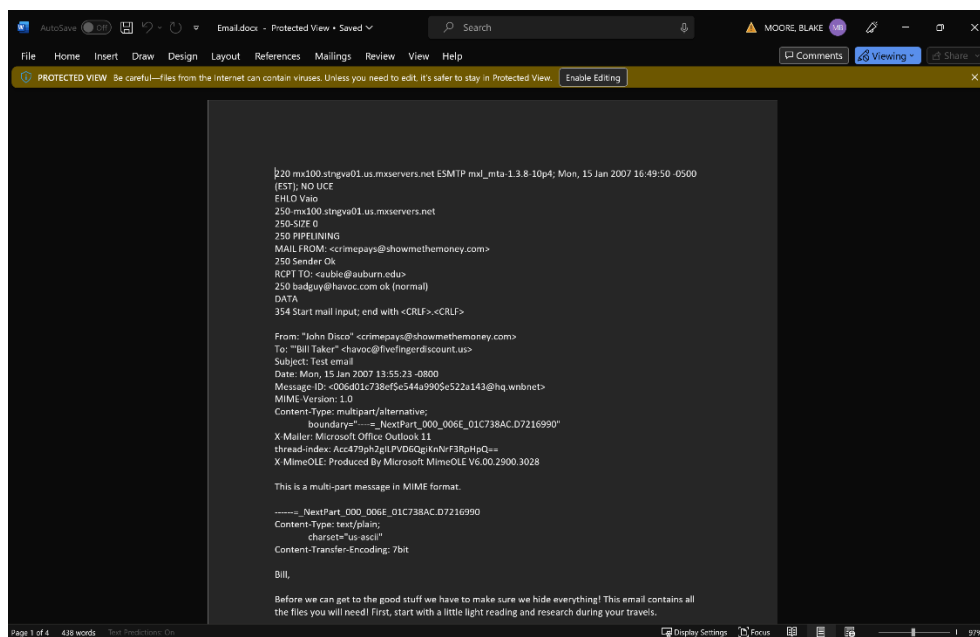 AutoSave Off Email.docx - Protected View • Saved Search MOORE, BLAKE MB
File Home Insert Draw Design Layout References Mailings Review View Help Comments Viewing Share
PROTECTED VIEW Be careful—files from the Internet can contain viruses. Unless you need to edit, it's safer to stay in Protected View. Enable Editing
220 mx100.stngva01.us.mxservers.net ESMTP mxl_mta-1.3.8-10p4; Mon, 15 Jan 2007 16:49:50 -0500
(EST); NO UCE
EHLO Vaio
250-mx100.stngva01.us.mxservers.net
250-SIZE 0
250 PIPELINING
MAIL FROM: <crimepays@showmethemoney.com>
250 Sender Ok
RCPT TO: <aubie@auburn.edu>
250 badguy@havoc.com ok (normal)
DATA
354 Start mail input; end with <CRLF>.<CRLF>
From: "John Disco" <crimepays@showmethemoney.com>
To: "'Bill Taker" <havoc@fivefingerdiscount.us>
Subject: Test email
Date: Mon, 15 Jan 2007 13:55:23 -0800
Message-ID: <006d01c738ef$e544a990$e522a143@hq.wnbnet>
MIME-Version: 1.0
Content-Type: multipart/alternative;
boundary="----=_NextPart_000_006E_01C738AC.D7216990"
X-Mailer: Microsoft Office Outlook 11
thread-index: Acc479ph2gILPVD6QgiKnNrF3RpHpQ==
X-MimeOLE: Produced By Microsoft MimeOLE V6.00.2900.3028
This is a multi-part message in MIME format.
------=_NextPart_000_006E_01C738AC.D7216990
Content-Type: text/plain;
charset="us-ascii"
Content-Transfer-Encoding: 7bit
Bill,
Before we can get to the good stuff we have to make sure we hide everything! This email contains all
the files you will need! First, start with a little light reading and research during your travels.
Page 1 of 4 438 words Text Predictions: On Display Settings Focus 97%